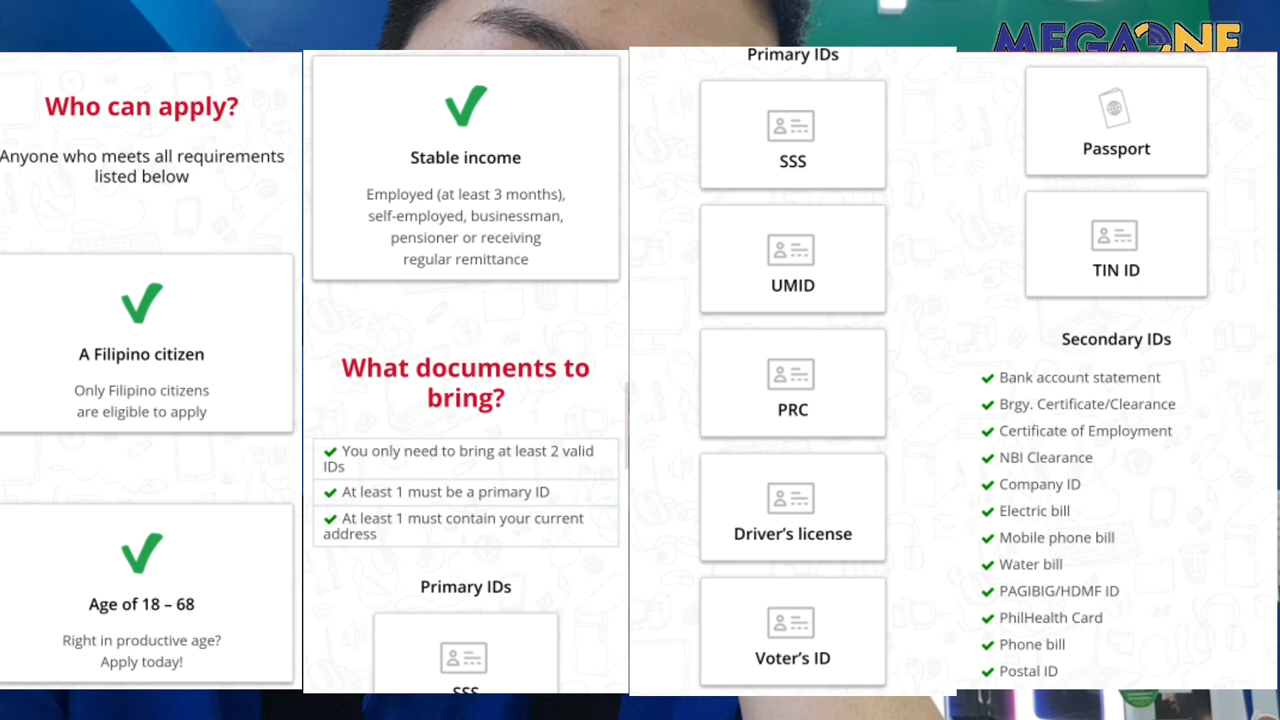 MEGAONE
Who can apply?
Anyone who meets all requirements
listed below
A Filipino citizen
Only Filipino citizens
are eligible to apply
Age of 18 – 68
Right in productive age?
Apply today!
Stable income
Employed (at least 3 months),
self-employed, businessman,
pensioner or receiving
regular remittance
What documents to
bring?
You only need to bring at least 2 valid
IDs
At least 1 must be a primary ID
At least 1 must contain your current
address
Primary IDs
SSS
Primary IDs
SSS
UMID
PRC
Driver’s license
Voter’s ID
Passport
TIN ID
Secondary IDs
Bank account statement
Brgy. Certificate/Clearance
Certificate of Employment
NBI Clearance
Company ID
Electric bill
Mobile phone bill
Water bill
PAGIBIG/HDMF ID
PhilHealth Card
Phone bill
Postal ID